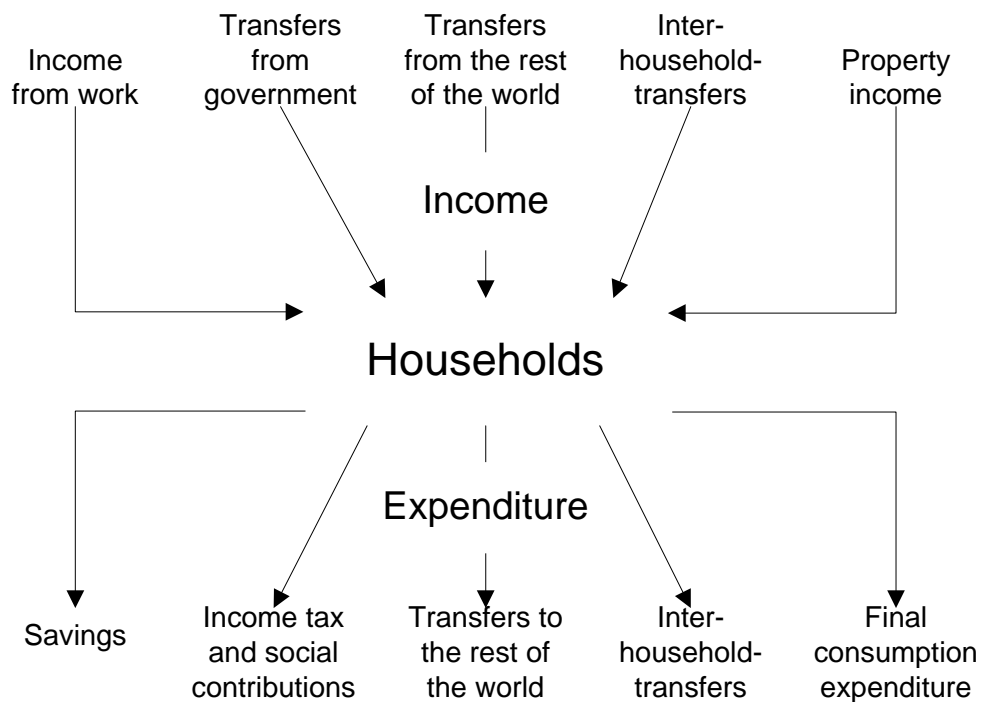 Income
from work
Transfers
from
government
Transfers
from the rest
of the world
Inter-
household-
transfers
Property
income
Income
Households
Expenditure
Savings
Income tax
and social
contributions
Transfers to
the rest of
the world
Inter-
household-
transfers
Final
consumption
expenditure